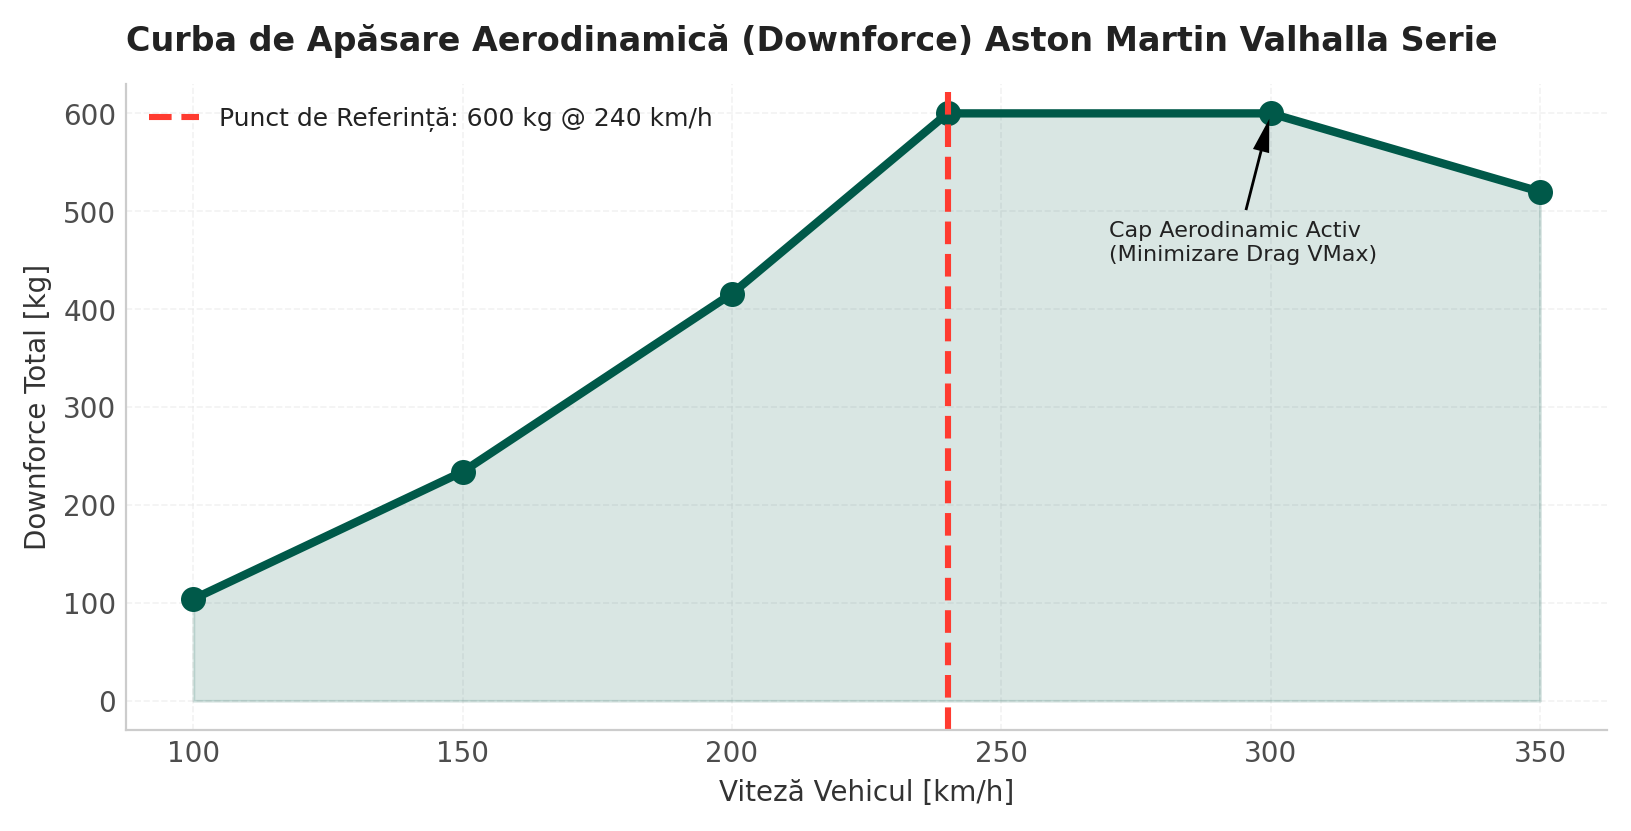 Curba de Apăsare Aerodinamică (Downforce) Aston Martin Valhalla Serie
Punct de Referință: 600 kg @ 240 km/h
Downforce Total [kg]
600
500
400
300
200
100
0
Cap Aerodinamic Activ
(Minimizare Drag VMax)
100 150 200 250 300 350
Viteză Vehicul [km/h]